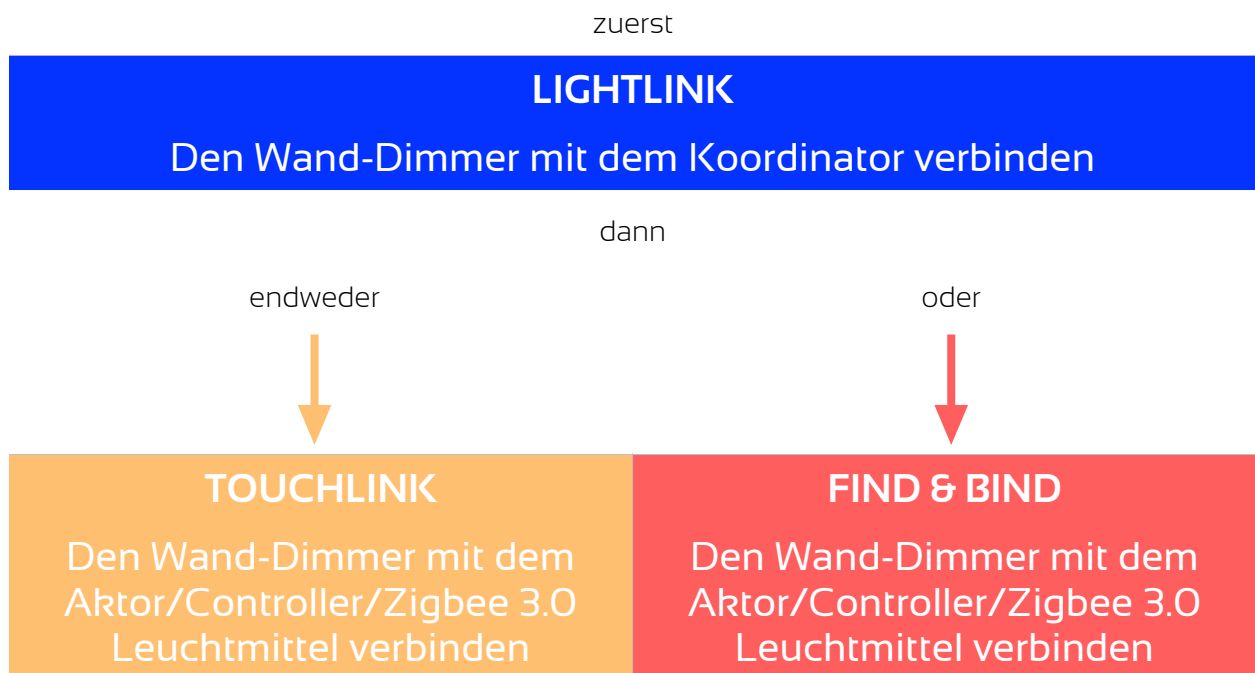 zuerst
LIGHTLINK
Den Wand-Dimmer mit dem Koordinator verbinden
dann
endweder
oder
TOUCHLINK
Den Wand-Dimmer mit dem
Aktor/Controller/Zigbee 3.0
Leuchtmittel verbinden
FIND & BIND
Den Wand-Dimmer mit dem
Aktor/Controller/Zigbee 3.0
Leuchtmittel verbinden